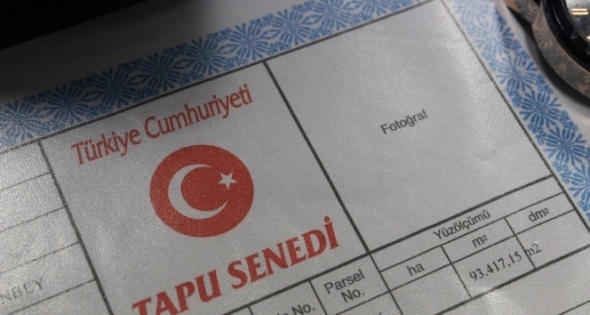 Türkiye Cumhuriyeti
TAPU SENEDİ
Fotoğraf
Yüzölçümü
ha m² dm²
93.417,15 m2
Parsel
No.
No.
NBEY